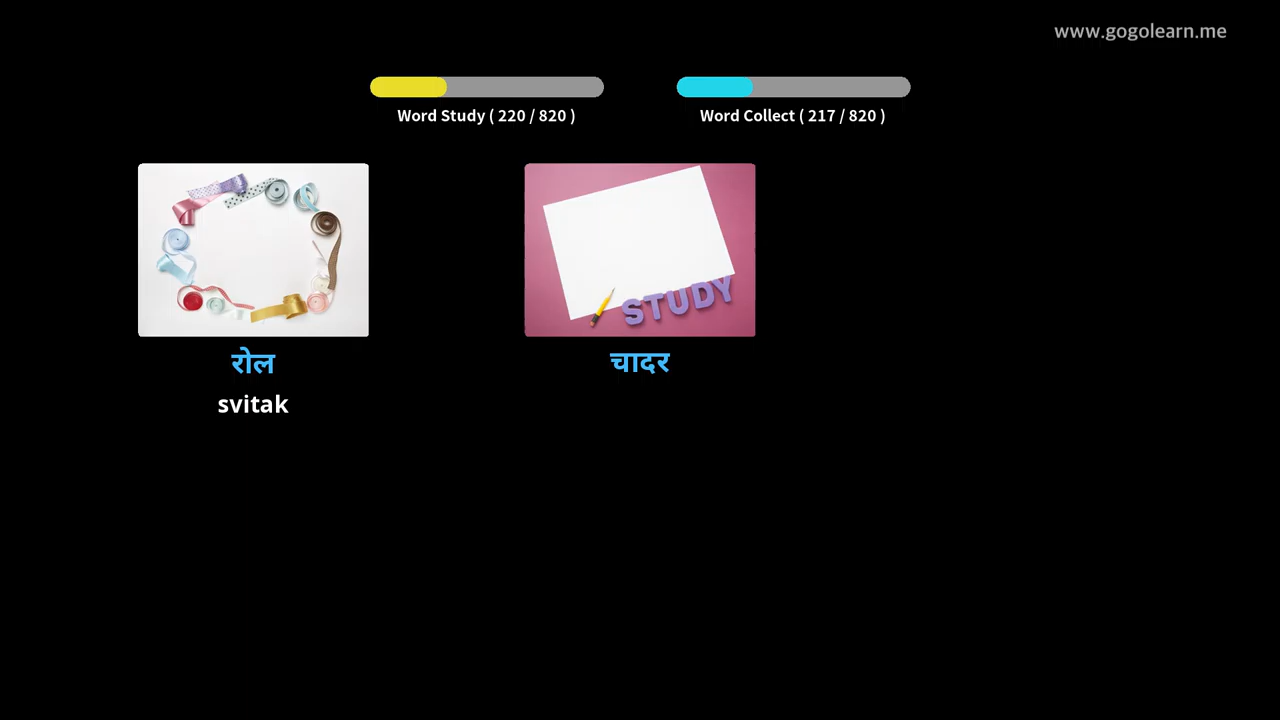 www.gogolearn.me
Word Study ( 220 / 820 )
Word Collect ( 217 / 820 )
STUDY
रोल
चादर
svitak